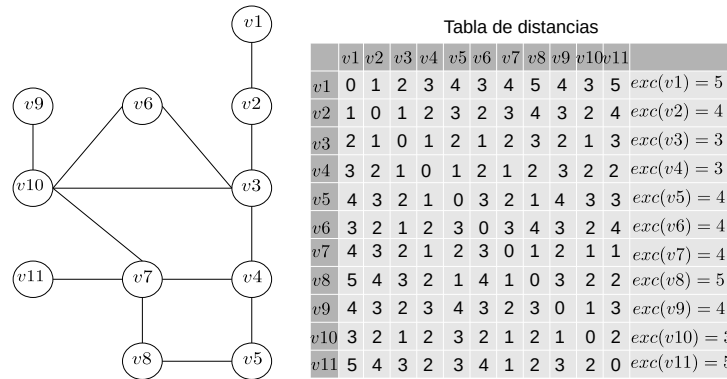 v1
v9
v6
v2
v10
v3
v11
v7
v4
v8
v5
Tabla de distancias
v1 v2 v3 v4 v5 v6 v7 v8 v9 v10 v11
v1 0 1 2 3 4 3 4 5 4 3 5 exc(v1) = 5
v2 1 0 1 2 3 2 3 4 3 2 4 exc(v2) = 4
v3 2 1 0 1 2 1 2 3 2 1 3 exc(v3) = 3
v4 3 2 1 0 1 2 1 2 3 2 2 exc(v4) = 3
v5 4 3 2 1 0 3 2 1 4 3 3 exc(v5) = 4
v6 3 2 1 2 3 0 3 4 3 2 4 exc(v6) = 4
v7 4 3 2 1 2 3 0 1 2 1 1 exc(v7) = 4
v8 5 4 3 2 1 4 1 0 3 2 2 exc(v8) = 5
v9 4 3 2 3 4 3 2 3 0 1 3 exc(v9) = 4
v10 3 2 1 2 3 2 1 2 1 0 2 exc(v10) = 3
v11 5 4 3 2 3 4 1 2 3 2 0 exc(v11) = 5